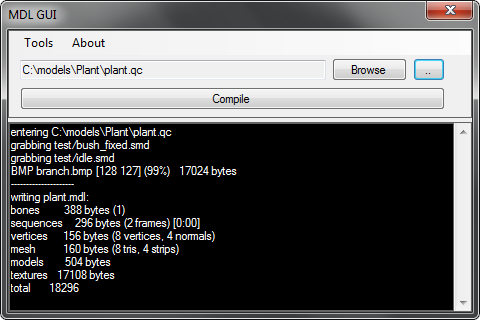 MDL GUI
Tools About
C:\models\Plant\plant.qc Browse ..
Compile
entering C:\models\Plant\plant.qc
grabbing test/bush_fixed.smd
grabbing test/idle.smd
BMP branch.bmp [128 127] (99%) 17024 bytes
---------------------
writing plant.mdl:
bones 388 bytes (1)
sequences 296 bytes (2 frames) [0:00]
vertices 156 bytes (8 vertices, 4 normals)
mesh 160 bytes (8 tris, 4 strips)
models 504 bytes
textures 17108 bytes
total 18296